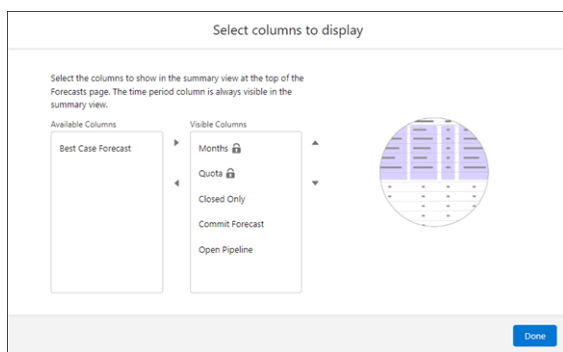 Select columns to display
Select the columns to show in the summary view at the top of the
Forecasts page. The time period column is always visible in the
summary view.
Available Columns
Best Case Forecast
Visible Columns
Months
Quota
Closed Only
Commit Forecast
Open Pipeline
Done